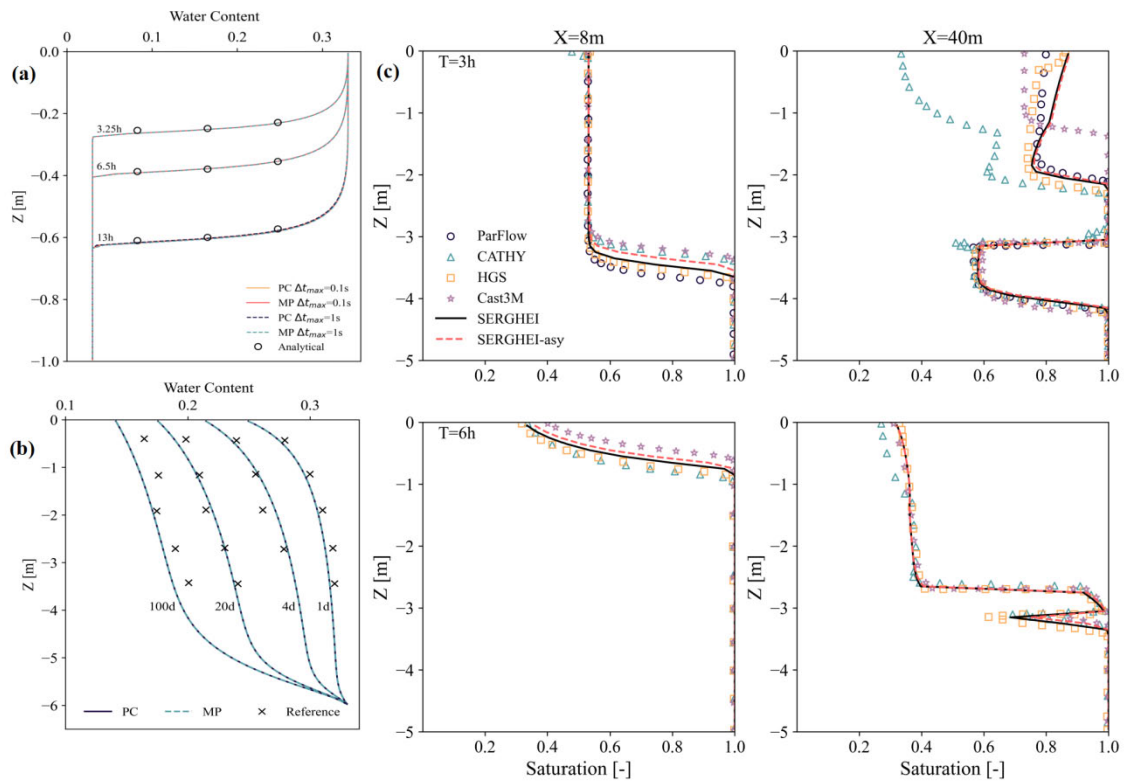 Water Content
0 0.1 0.2 0.3
(a)
0.0
−0.2
−0.4
−0.6
−0.8
−1.0
Z [m]
3.25h
6.5h
13h
PC Δt_max=0.1s
MP Δt_max=0.1s
PC Δt_max=1s
MP Δt_max=1s
Analytical
Water Content
0.1 0.2 0.3
(b)
0
−1
−2
−3
−4
−5
−6
Z [m]
100d 20d 4d 1d
PC MP Reference
(c)
X=8m
T=3h
0
−1
−2
−3
−4
−5
Z [m]
ParFlow
CATHY
HGS
Cast3M
SERGHEI
SERGHEI-asy
0.2 0.4 0.6 0.8 1.0
X=40m
0
−1
−2
−3
−4
−5
Z [m]
0.2 0.4 0.6 0.8 1.0
T=6h
0
−1
−2
−3
−4
−5
Z [m]
0.2 0.4 0.6 0.8 1.0
Saturation [-]
0
−1
−2
−3
−4
−5
Z [m]
0.2 0.4 0.6 0.8 1.0
Saturation [-]